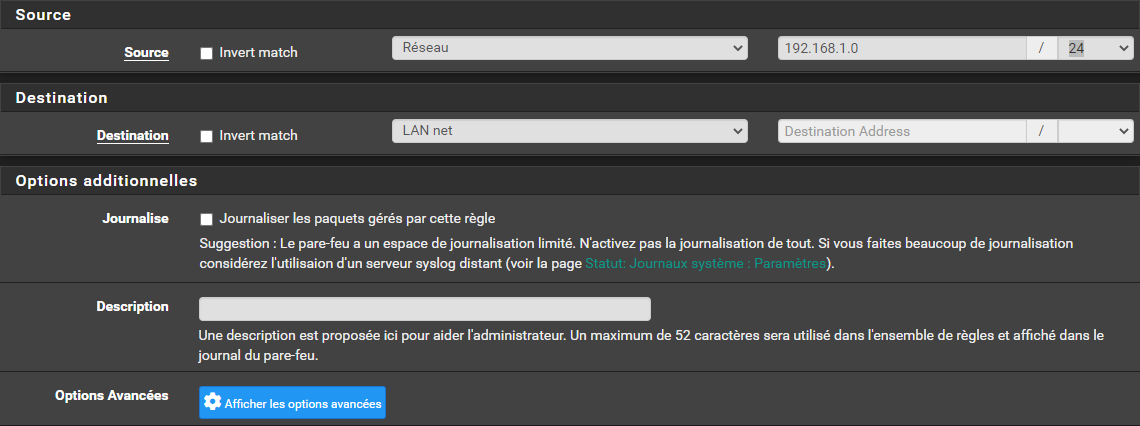 Source
Source Invert match Réseau 192.168.1.0 / 24
Destination
Destination Invert match LAN net Destination Address /
Options additionnelles
Journalise Journaliser les paquets gérés par cette règle
Suggestion : Le pare-feu a un espace de journalisation limité. N'activez pas la journalisation de tout. Si vous faites beaucoup de journalisation
considérez l'utilisaion d'un serveur syslog distant (voir la page Statut: Journaux système : Paramètres).
Description
Une description est proposée ici pour aider l'administrateur. Un maximum de 52 caractères sera utilisé dans l'ensemble de règles et affiché dans le
journal du pare-feu.
Options Avancées Afficher les options avancées